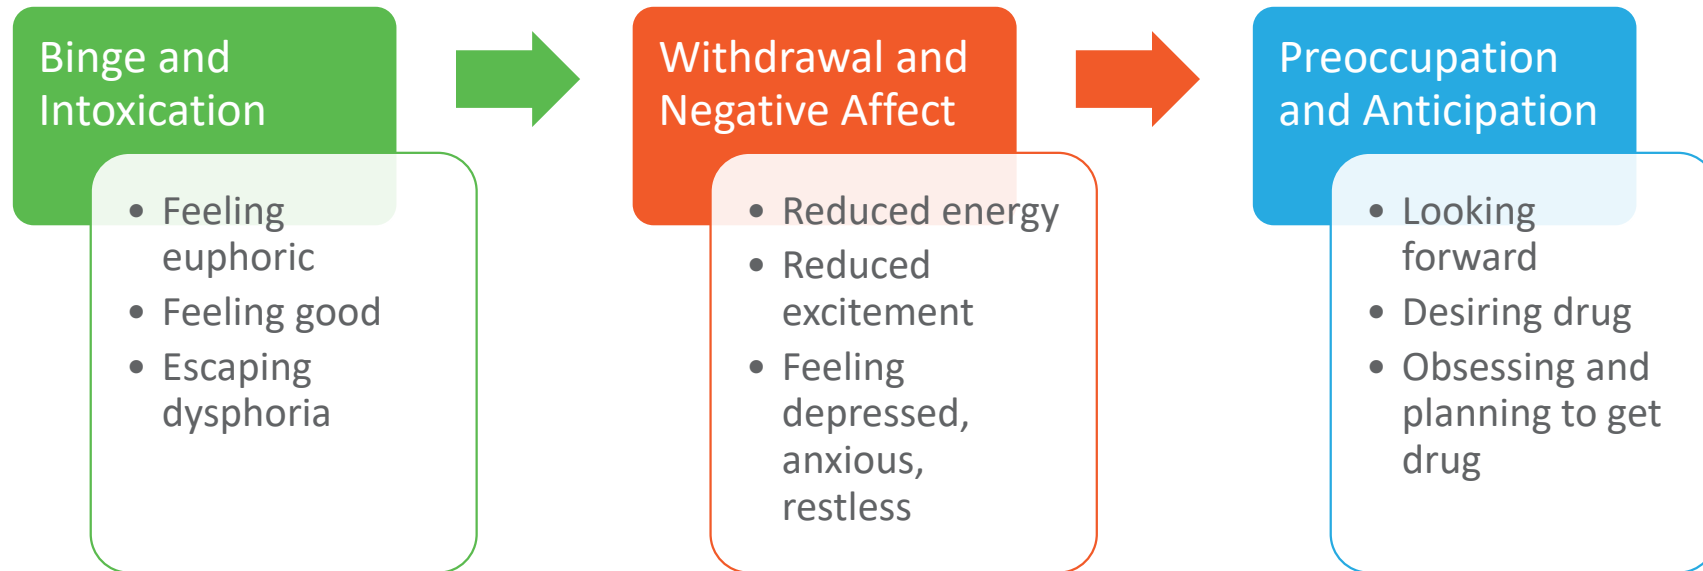 Binge and
Intoxication
• Feeling
euphoric
• Feeling good
• Escaping
dysphoria
Withdrawal and
Negative Affect
• Reduced energy
• Reduced
excitement
• Feeling
depressed,
anxious,
restless
Preoccupation
and Anticipation
• Looking
forward
• Desiring drug
• Obsessing and
planning to get
drug